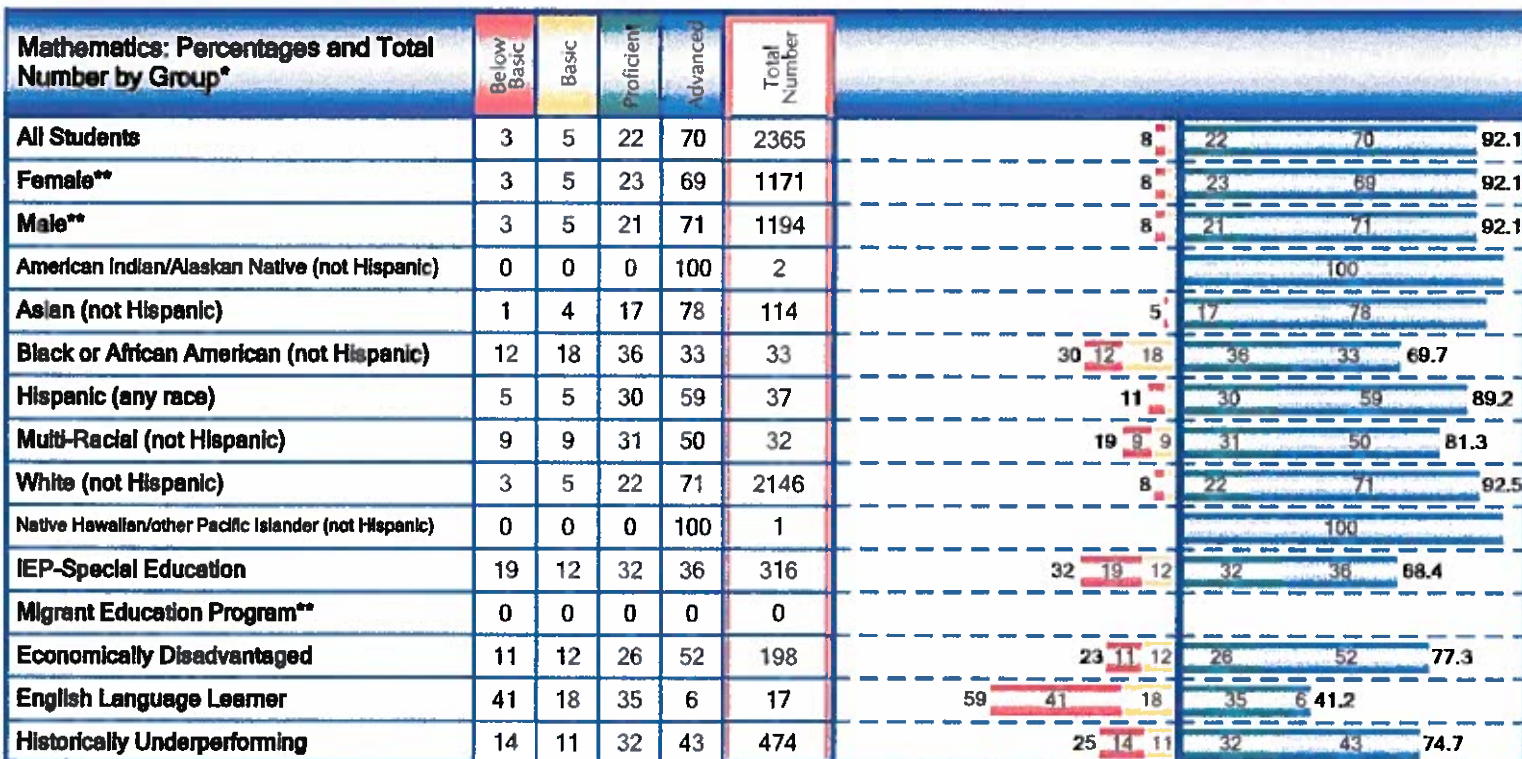 Mathematics: Percentages and Total
Number by Group*
Below
Basic
Basic
Proficient
Advanced
Total
Number
All Students 3 5 22 70 2365 8 22 70 92.1
Female** 3 5 23 69 1171 8 23 69 92.1
Male** 3 5 21 71 1194 8 21 71 92.1
American Indian/Alaskan Native (not Hispanic) 0 0 0 100 2 100
Asian (not Hispanic) 1 4 17 78 114 5 17 78
Black or African American (not Hispanic) 12 18 36 33 33 30 12 18 36 33 69.7
Hispanic (any race) 5 5 30 59 37 11 30 59 89.2
Multi-Racial (not Hispanic) 9 9 31 50 32 19 9 9 31 50 81.3
White (not Hispanic) 3 5 22 71 2146 8 22 71 92.5
Native Hawaiian/other Pacific Islander (not Hispanic) 0 0 0 100 1 100
IEP-Special Education 19 12 32 36 316 32 19 12 32 36 68.4
Migrant Education Program** 0 0 0 0 0
Economically Disadvantaged 11 12 26 52 198 23 11 12 26 52 77.3
English Language Learner 41 18 35 6 17 59 41 18 35 6 41.2
Historically Underperforming 14 11 32 43 474 25 14 11 32 43 74.7